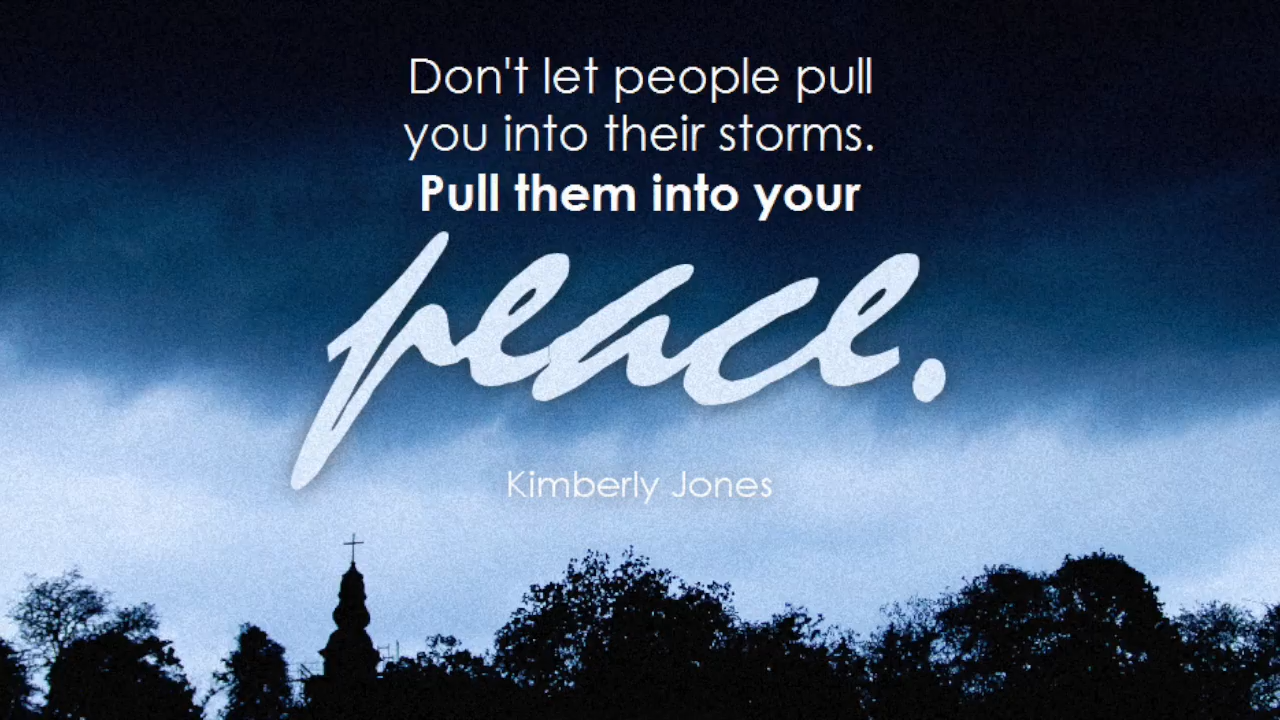 Don't let people pull
you into their storms.
Pull them into your
peace.
Kimberly Jones